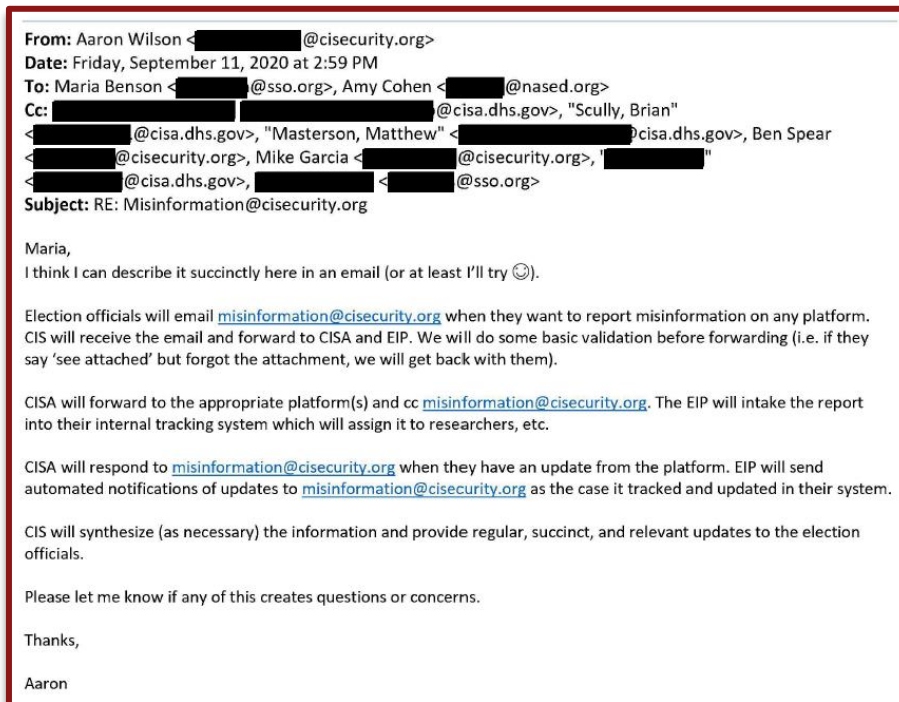 From: Aaron Wilson < @cisecurity.org>
Date: Friday, September 11, 2020 at 2:59 PM
To: Maria Benson < @sso.org>, Amy Cohen < @nased.org>
Cc: @cisa.dhs.gov>, "Scully, Brian"
< @cisa.dhs.gov>, "Masterson, Matthew" < cisa.dhs.gov>, Ben Spear
< @cisecurity.org>, Mike Garcia < @cisecurity.org>, " "
< @cisa.dhs.gov>, < @sso.org>
Subject: RE: Misinformation@cisecurity.org
Maria,
I think I can describe it succinctly here in an email (or at least I'll try ☺).
Election officials will email misinformation@cisecurity.org when they want to report misinformation on any platform.
CIS will receive the email and forward to CISA and EIP. We will do some basic validation before forwarding (i.e. if they
say 'see attached' but forgot the attachment, we will get back with them).
CISA will forward to the appropriate platform(s) and cc misinformation@cisecurity.org. The EIP will intake the report
into their internal tracking system which will assign it to researchers, etc.
CISA will respond to misinformation@cisecurity.org when they have an update from the platform. EIP will send
automated notifications of updates to misinformation@cisecurity.org as the case it tracked and updated in their system.
CIS will synthesize (as necessary) the information and provide regular, succinct, and relevant updates to the election
officials.
Please let me know if any of this creates questions or concerns.
Thanks,
Aaron